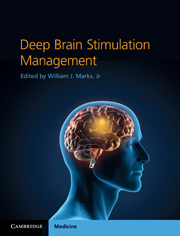 Deep Brain Stimulation
Management
Edited by William J. Marks, Jr
CAMBRIDGE
Medicine